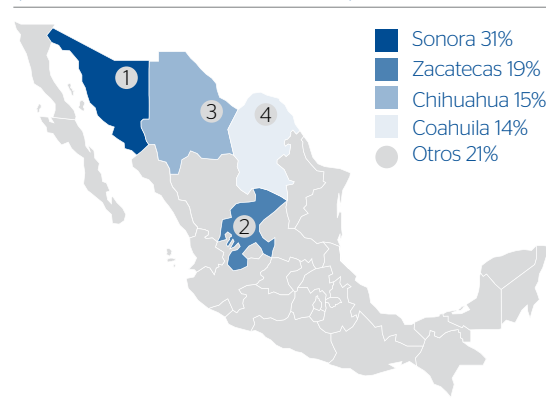 Sonora 31%
Zacatecas 19%
Chihuahua 15%
Coahuila 14%
Otros 21%
1
3
4
2